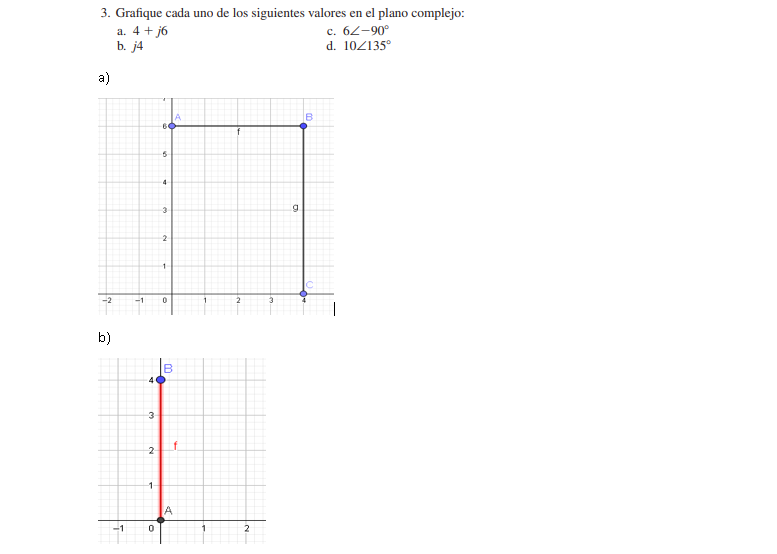 3. Grafique cada uno de los siguientes valores en el plano complejo:
a. 4 + j6
c. 6∠−90°
b. j4
d. 10∠135°
a)
A
B
6
f
5
4
3
g
2
1
C
−2 −1 0 1 2 3 4
b)
B
4
3
f
2
1
A
−1 0 1 2